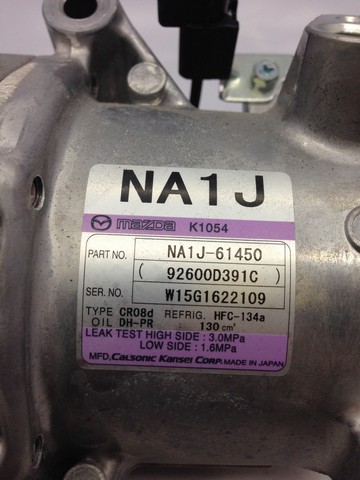 NA1J
mazda K1054
PART NO. NA1J-61450
( 92600D391C )
SER. NO. W15G1622109
TYPE CR08d REFRIG. HFC-134a
OIL DH-PR 130 cm³
LEAK TEST HIGH SIDE : 3.0MPa
LOW SIDE : 1.6MPa
MFD, CALSONIC KANSEI CORP. MADE IN JAPAN